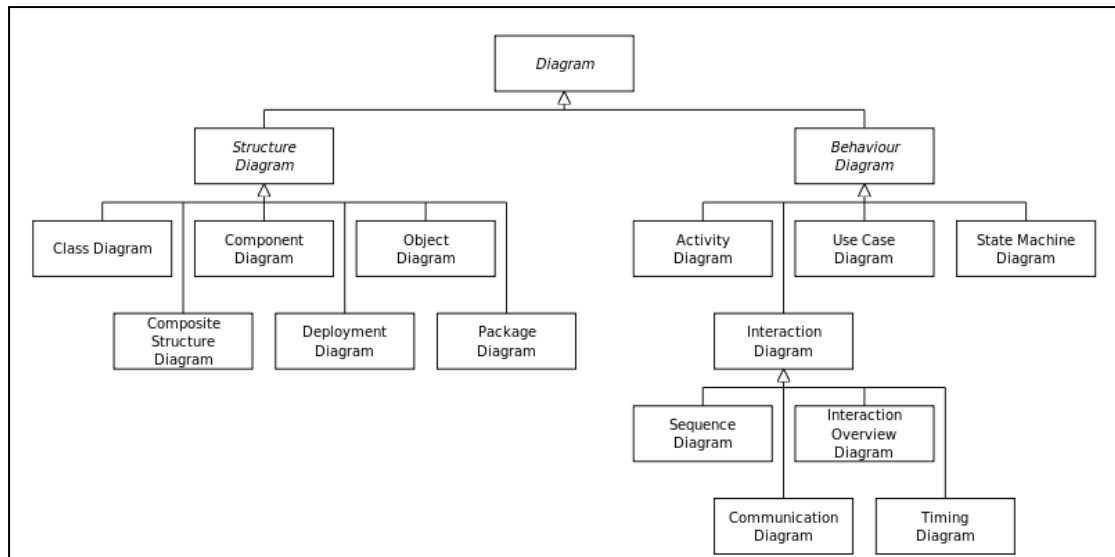 Diagram
Structure
Diagram
Behaviour
Diagram
Class Diagram
Component
Diagram
Object
Diagram
Activity
Diagram
Use Case
Diagram
State Machine
Diagram
Composite
Structure
Diagram
Deployment
Diagram
Package
Diagram
Interaction
Diagram
Sequence
Diagram
Interaction
Overview
Diagram
Communication
Diagram
Timing
Diagram